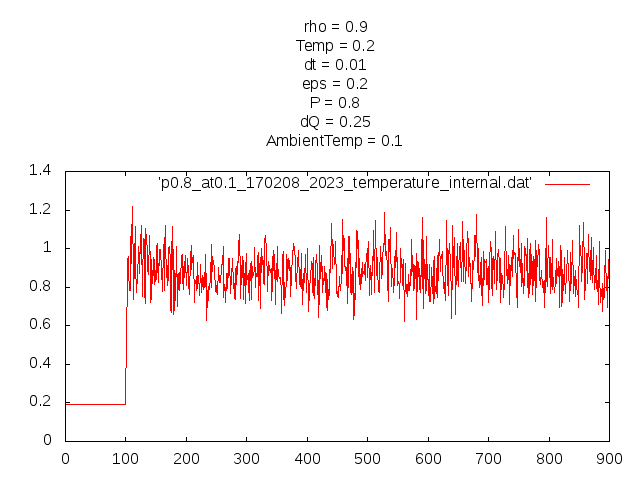 rho = 0.9
Temp = 0.2
dt = 0.01
eps = 0.2
P = 0.8
dQ = 0.25
AmbientTemp = 0.1
1.4
'p0.8_at0.1_170208_2023_temperature_internal.dat'
1.2
1
0.8
0.6
0.4
0.2
0
0 100 200 300 400 500 600 700 800 900